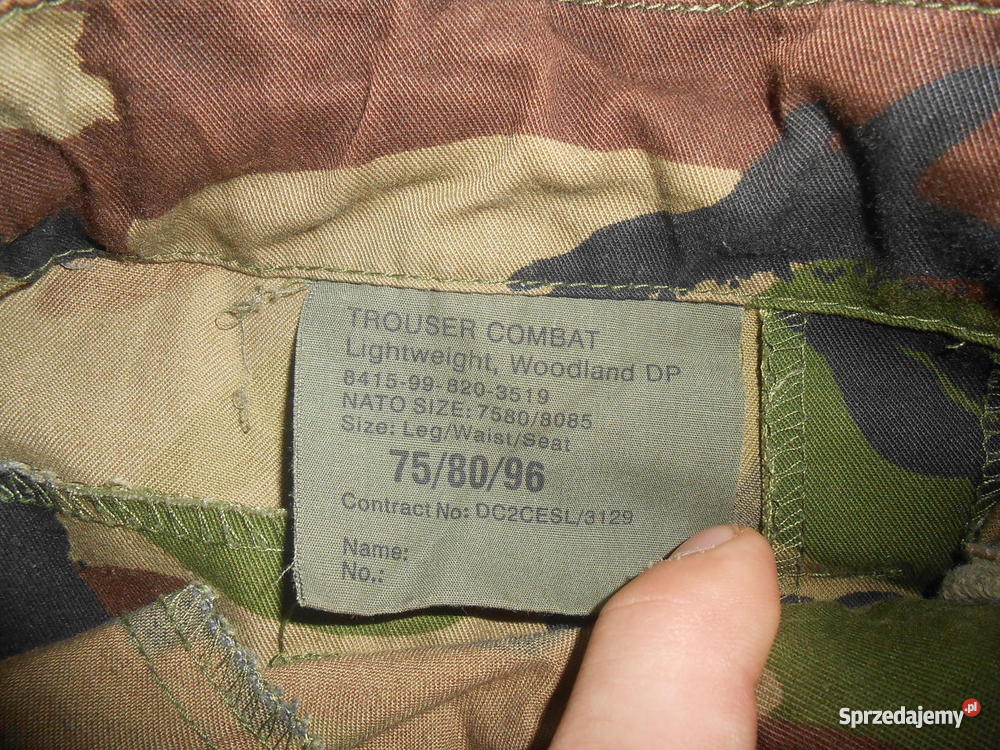 TROUSER COMBAT
Lightweight, Woodland DP
8415-99-820-3519
NATO SIZE: 7580/8085
Size: Leg/Waist/Seat
75/80/96
Contract No: DC2CESL/3129
Name:
No.:
Sprzedajemy.pl